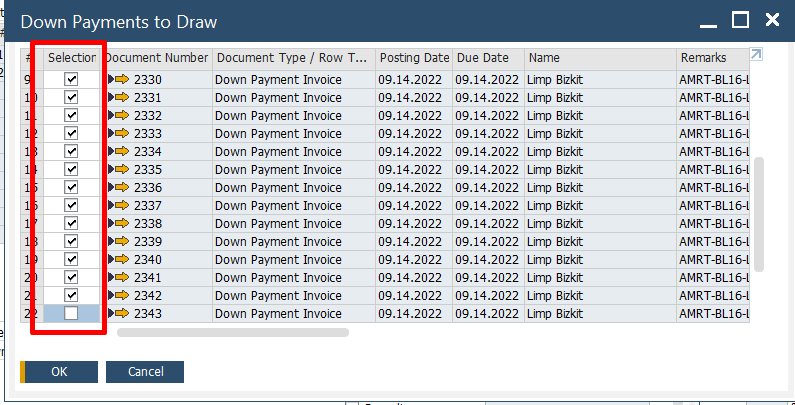 Down Payments to Draw
# Selection Document Number Document Type / Row T... Posting Date Due Date Name Remarks
9 2330 Down Payment Invoice 09.14.2022 09.14.2022 Limp Bizkit AMRT-BL16-L
10 2331 Down Payment Invoice 09.14.2022 09.14.2022 Limp Bizkit AMRT-BL16-L
11 2332 Down Payment Invoice 09.14.2022 09.14.2022 Limp Bizkit AMRT-BL16-L
12 2333 Down Payment Invoice 09.14.2022 09.14.2022 Limp Bizkit AMRT-BL16-L
13 2334 Down Payment Invoice 09.14.2022 09.14.2022 Limp Bizkit AMRT-BL16-L
14 2335 Down Payment Invoice 09.14.2022 09.14.2022 Limp Bizkit AMRT-BL16-L
15 2336 Down Payment Invoice 09.14.2022 09.14.2022 Limp Bizkit AMRT-BL16-L
16 2337 Down Payment Invoice 09.14.2022 09.14.2022 Limp Bizkit AMRT-BL16-L
17 2338 Down Payment Invoice 09.14.2022 09.14.2022 Limp Bizkit AMRT-BL16-L
18 2339 Down Payment Invoice 09.14.2022 09.14.2022 Limp Bizkit AMRT-BL16-L
19 2340 Down Payment Invoice 09.14.2022 09.14.2022 Limp Bizkit AMRT-BL16-L
20 2341 Down Payment Invoice 09.14.2022 09.14.2022 Limp Bizkit AMRT-BL16-L
21 2342 Down Payment Invoice 09.14.2022 09.14.2022 Limp Bizkit AMRT-BL16-L
22 2343 Down Payment Invoice 09.14.2022 09.14.2022 Limp Bizkit AMRT-BL16-L
OK Cancel